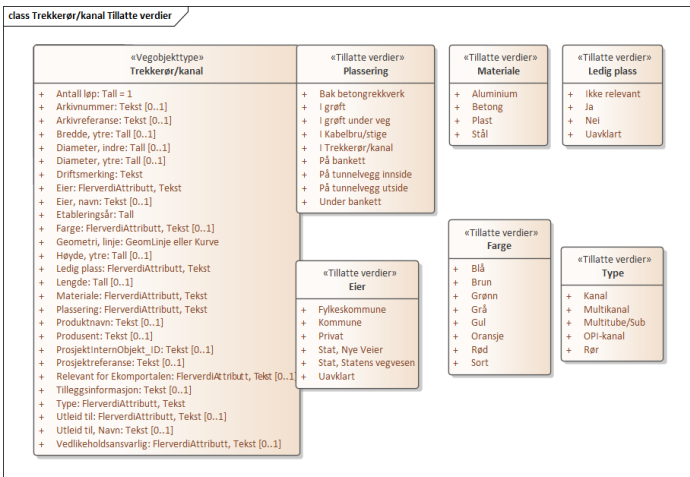 class Trekkerør/kanal Tillatte verdier
«Vegobjekttype»
Trekkerør/kanal
+ Antall løp: Tall = 1
+ Arkivnummer: Tekst [0..1]
+ Arkivreferanse: Tekst [0..1]
+ Bredde, ytre: Tall [0..1]
+ Diameter, indre: Tall [0..1]
+ Diameter, ytre: Tall [0..1]
+ Driftsmerking: Tekst
+ Eier: FlerverdiAttributt, Tekst
+ Eier, navn: Tekst [0..1]
+ Etableringsår: Tall
+ Farge: FlerverdiAttributt, Tekst [0..1]
+ Geometri, linje: GeomLinje eller Kurve
+ Høyde, ytre: Tall [0..1]
+ Ledig plass: FlerverdiAttributt, Tekst
+ Lengde: Tall [0..1]
+ Materiale: FlerverdiAttributt, Tekst
+ Plassering: FlerverdiAttributt, Tekst
+ Produktnavn: Tekst [0..1]
+ Produsent: Tekst [0..1]
+ ProsjektInternObjekt_ID: Tekst [0..1]
+ Prosjektreferanse: Tekst [0..1]
+ Relevant for Ekomportalen: FlerverdiAttributt, Tekst [0..1]
+ Tilleggsinformasjon: Tekst [0..1]
+ Type: FlerverdiAttributt, Tekst
+ Utleid til: FlerverdiAttributt, Tekst [0..1]
+ Utleid til, Navn: Tekst [0..1]
+ Vedlikeholdsansvarlig: FlerverdiAttributt, Tekst [0..1]
«Tillatte verdier»
Plassering
+ Bak betongrekkverk
+ I grøft
+ I grøft under veg
+ I Kabelbru/stige
+ I Trekkerør/kanal
+ På bankett
+ På tunnelvegg innside
+ På tunnelvegg utside
+ Under bankett
«Tillatte verdier»
Materiale
+ Aluminium
+ Betong
+ Plast
+ Stål
«Tillatte verdier»
Ledig plass
+ Ikke relevant
+ Ja
+ Nei
+ Uavklart
«Tillatte verdier»
Eier
+ Fylkeskommune
+ Kommune
+ Privat
+ Stat, Nye Veier
+ Stat, Statens vegvesen
+ Uavklart
«Tillatte verdier»
Farge
+ Blå
+ Brun
+ Grønn
+ Grå
+ Gul
+ Oransje
+ Rød
+ Sort
«Tillatte verdier»
Type
+ Kanal
+ Multikanal
+ Multitube/Sub
+ OPI-kanal
+ Rør